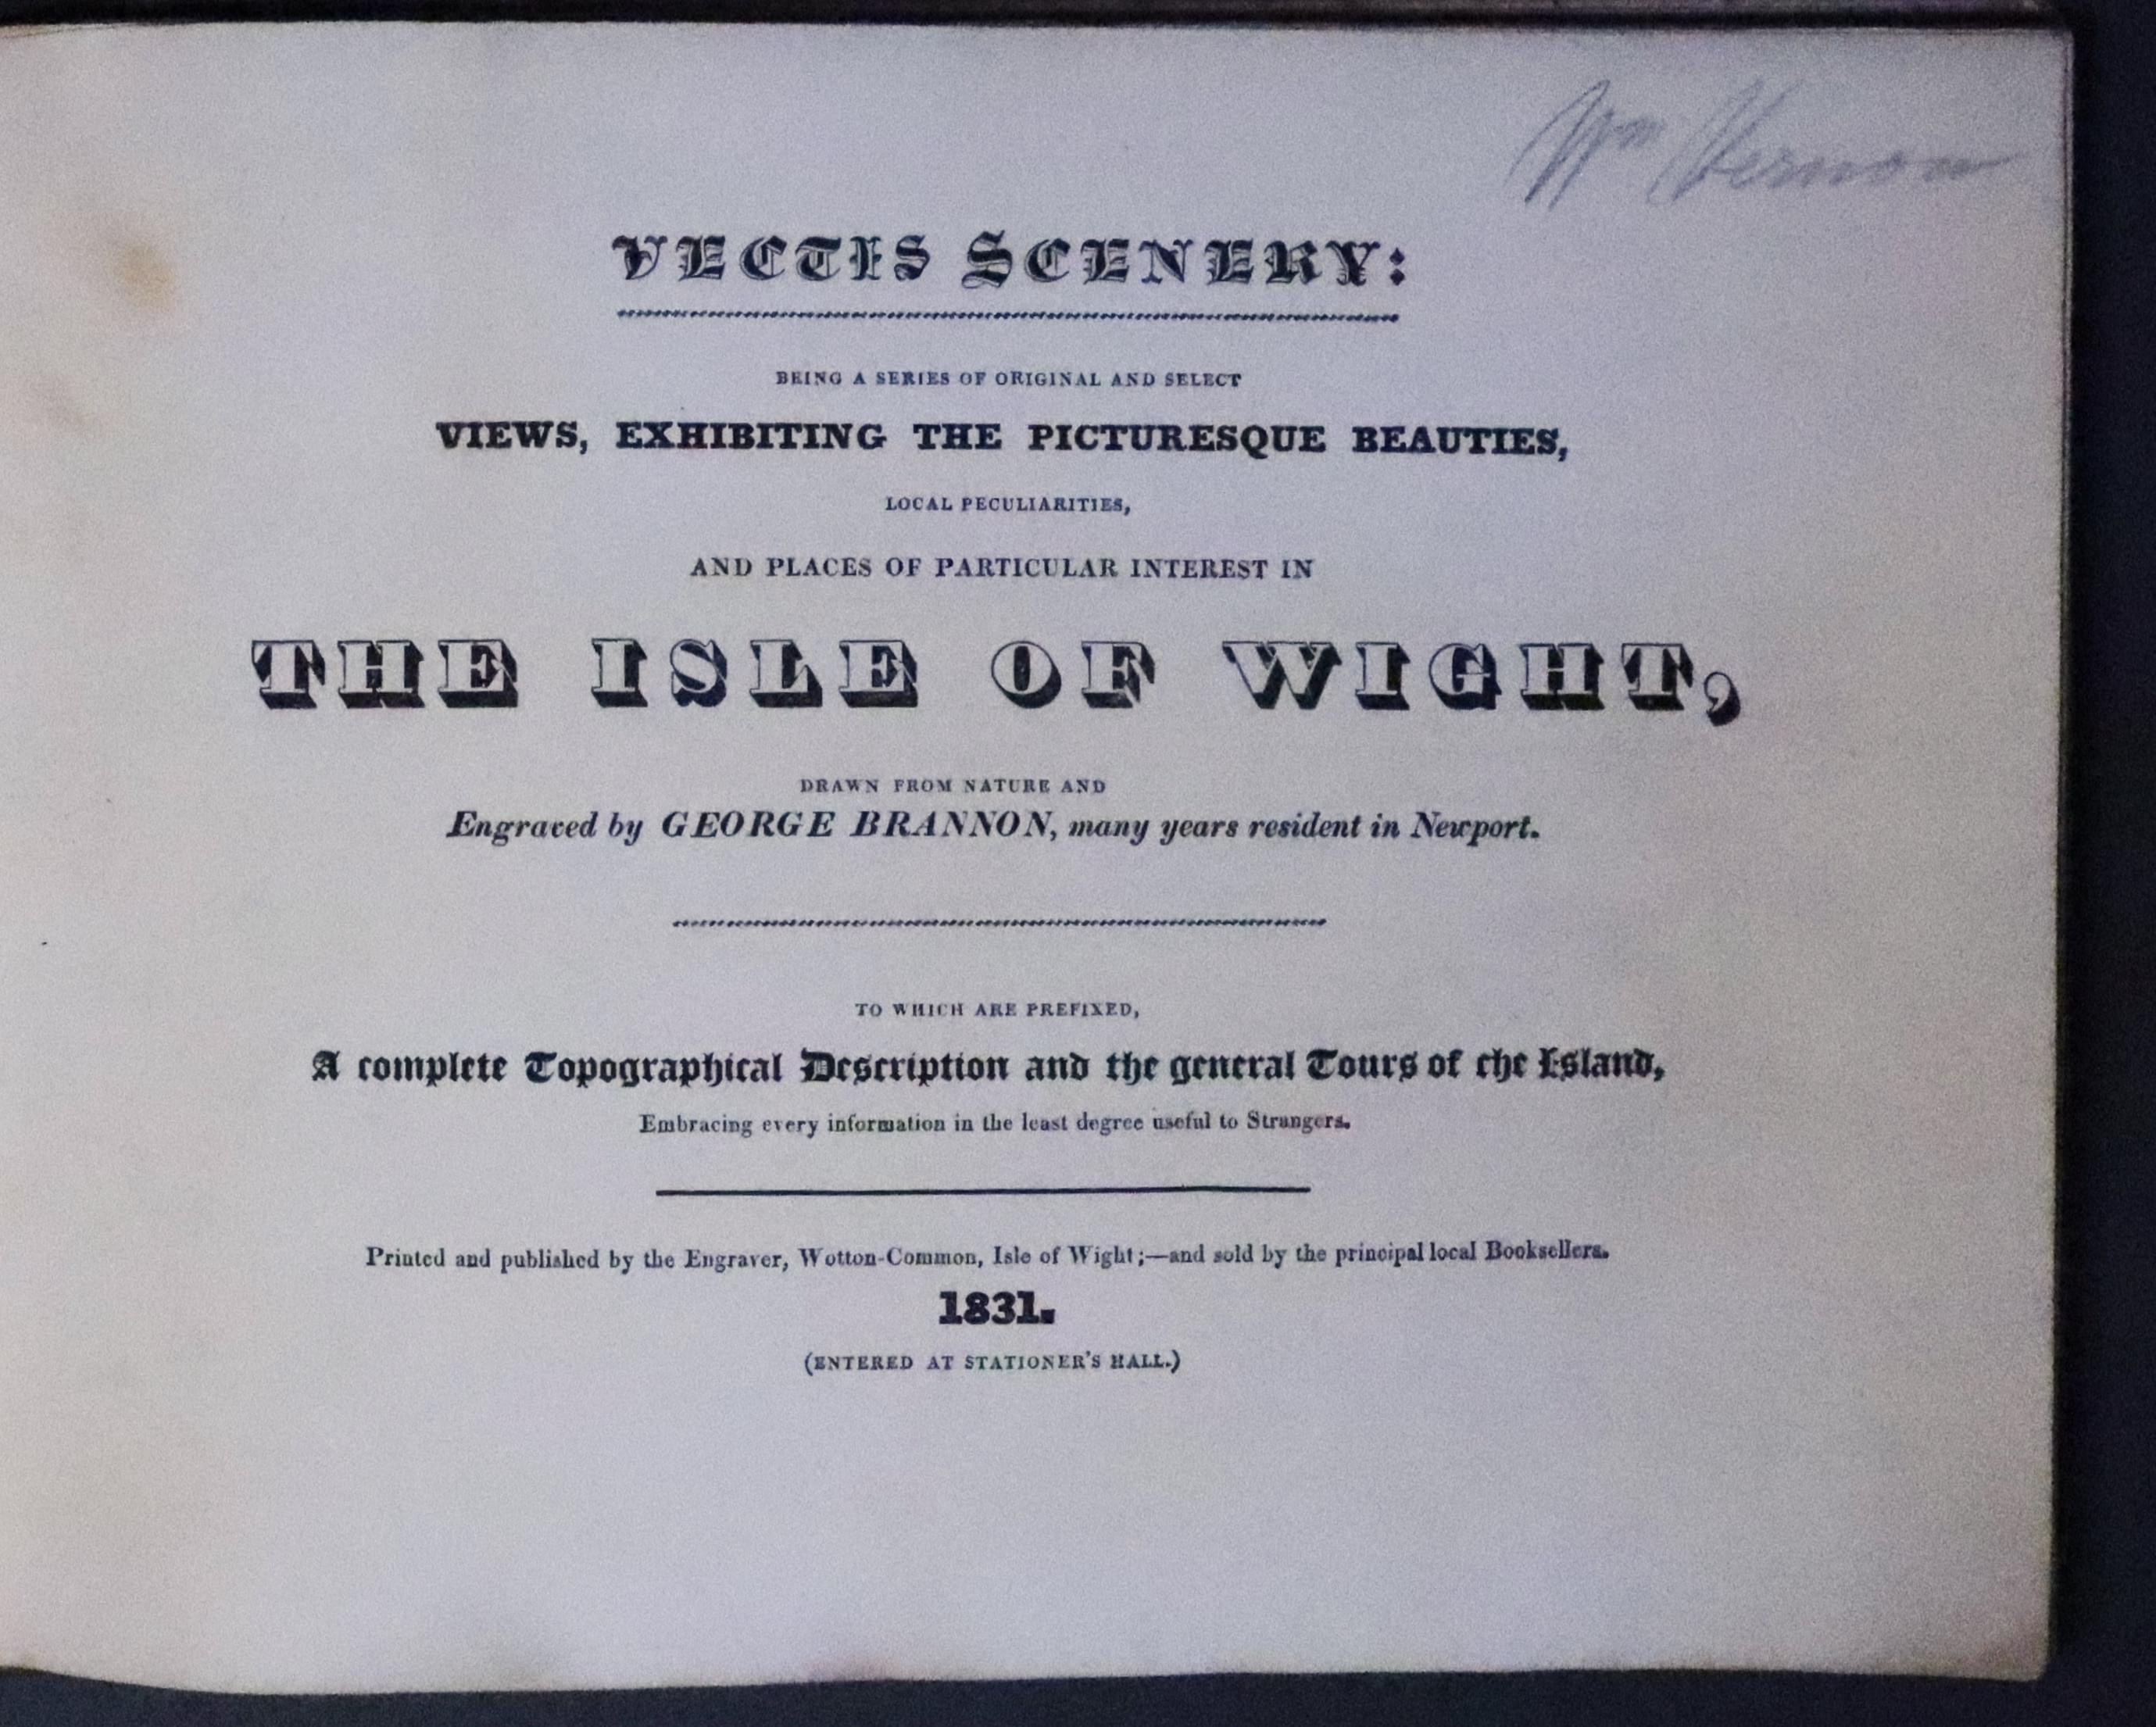 Wm Vernon
VECTIS SCENERY:
BEING A SERIES OF ORIGINAL AND SELECT
VIEWS, EXHIBITING THE PICTURESQUE BEAUTIES,
LOCAL PECULIARITIES,
AND PLACES OF PARTICULAR INTEREST IN
THE ISLE OF WIGHT,
DRAWN FROM NATURE AND
Engraved by GEORGE BRANNON, many years resident in Newport.
TO WHICH ARE PREFIXED,
A complete Topographical Description and the general Tours of che Island,
Embracing every information in the least degree useful to Strangers.
Printed and published by the Engraver, Wotton-Common, Isle of Wight;—and sold by the principal local Booksellers.
1831.
(ENTERED AT STATIONER'S HALL.)